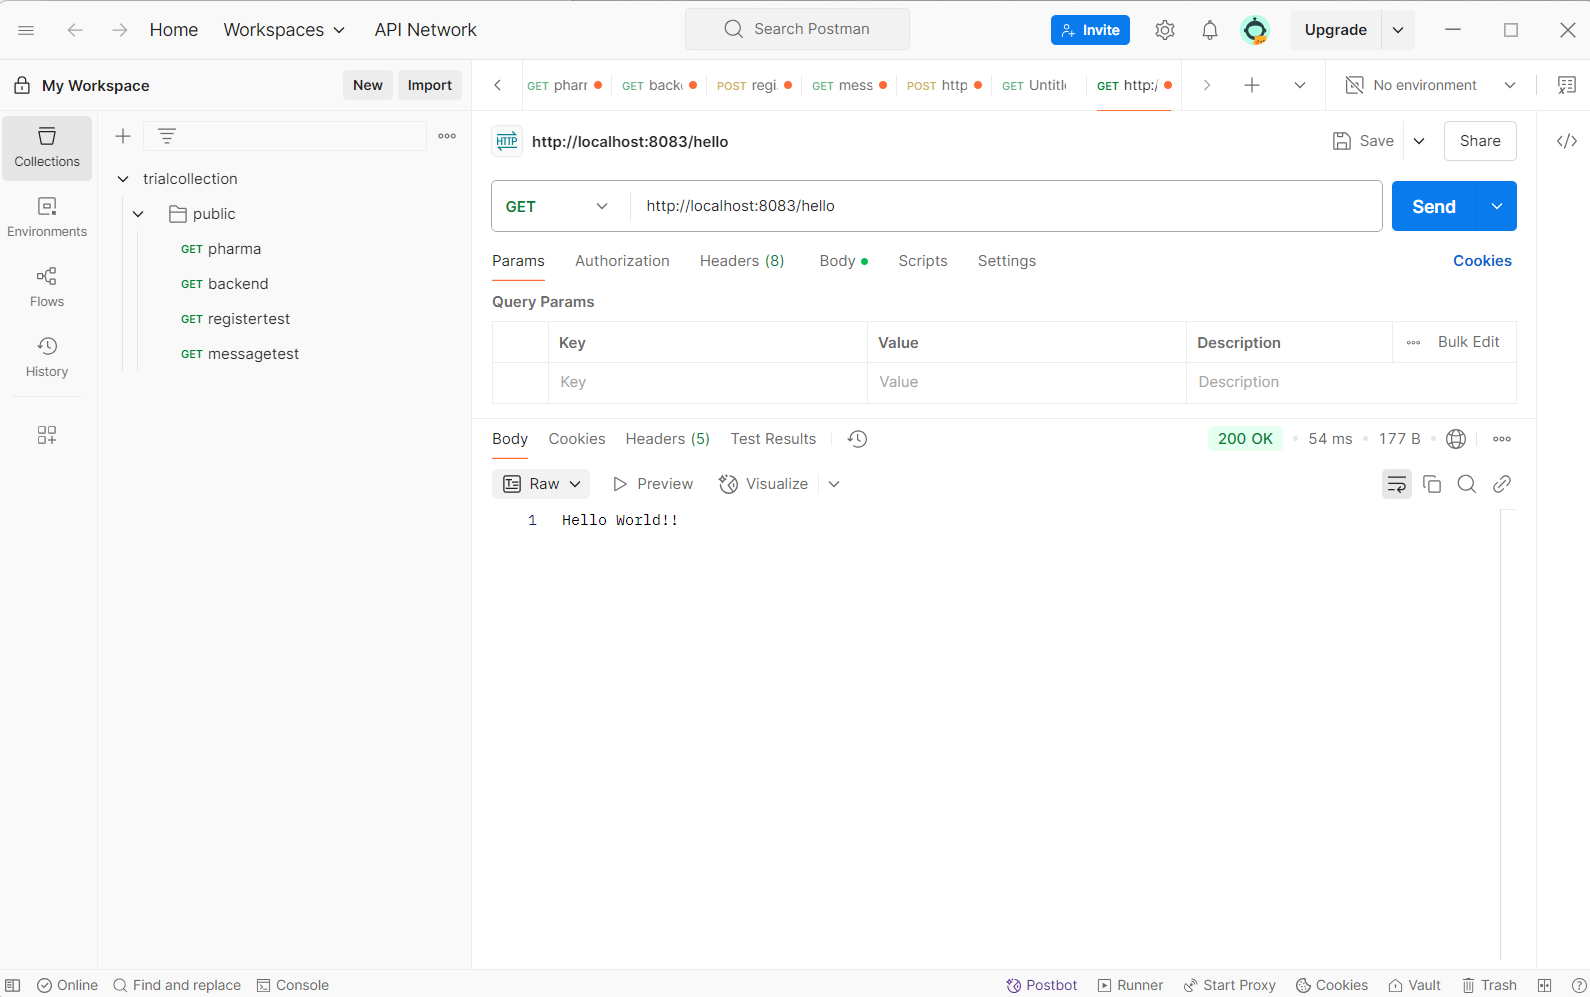 Home Workspaces API Network Search Postman Invite Upgrade
My Workspace New Import
GET pharr GET back POST regi. GET mess POST http GET Untitl GET http:/ No environment
Collections
Environments
Flows
History
trialcollection
public
GET pharma
GET backend
GET registertest
GET messagetest
HTTP http://localhost:8083/hello Save Share
GET http://localhost:8083/hello Send
Params Authorization Headers (8) Body Scripts Settings Cookies
Query Params
Key Value Description Bulk Edit
Key Value Description
Body Cookies Headers (5) Test Results 200 OK 54 ms 177 B
Raw Preview Visualize
1 Hello World!!
Online Find and replace Console Postbot Runner Start Proxy Cookies Vault Trash